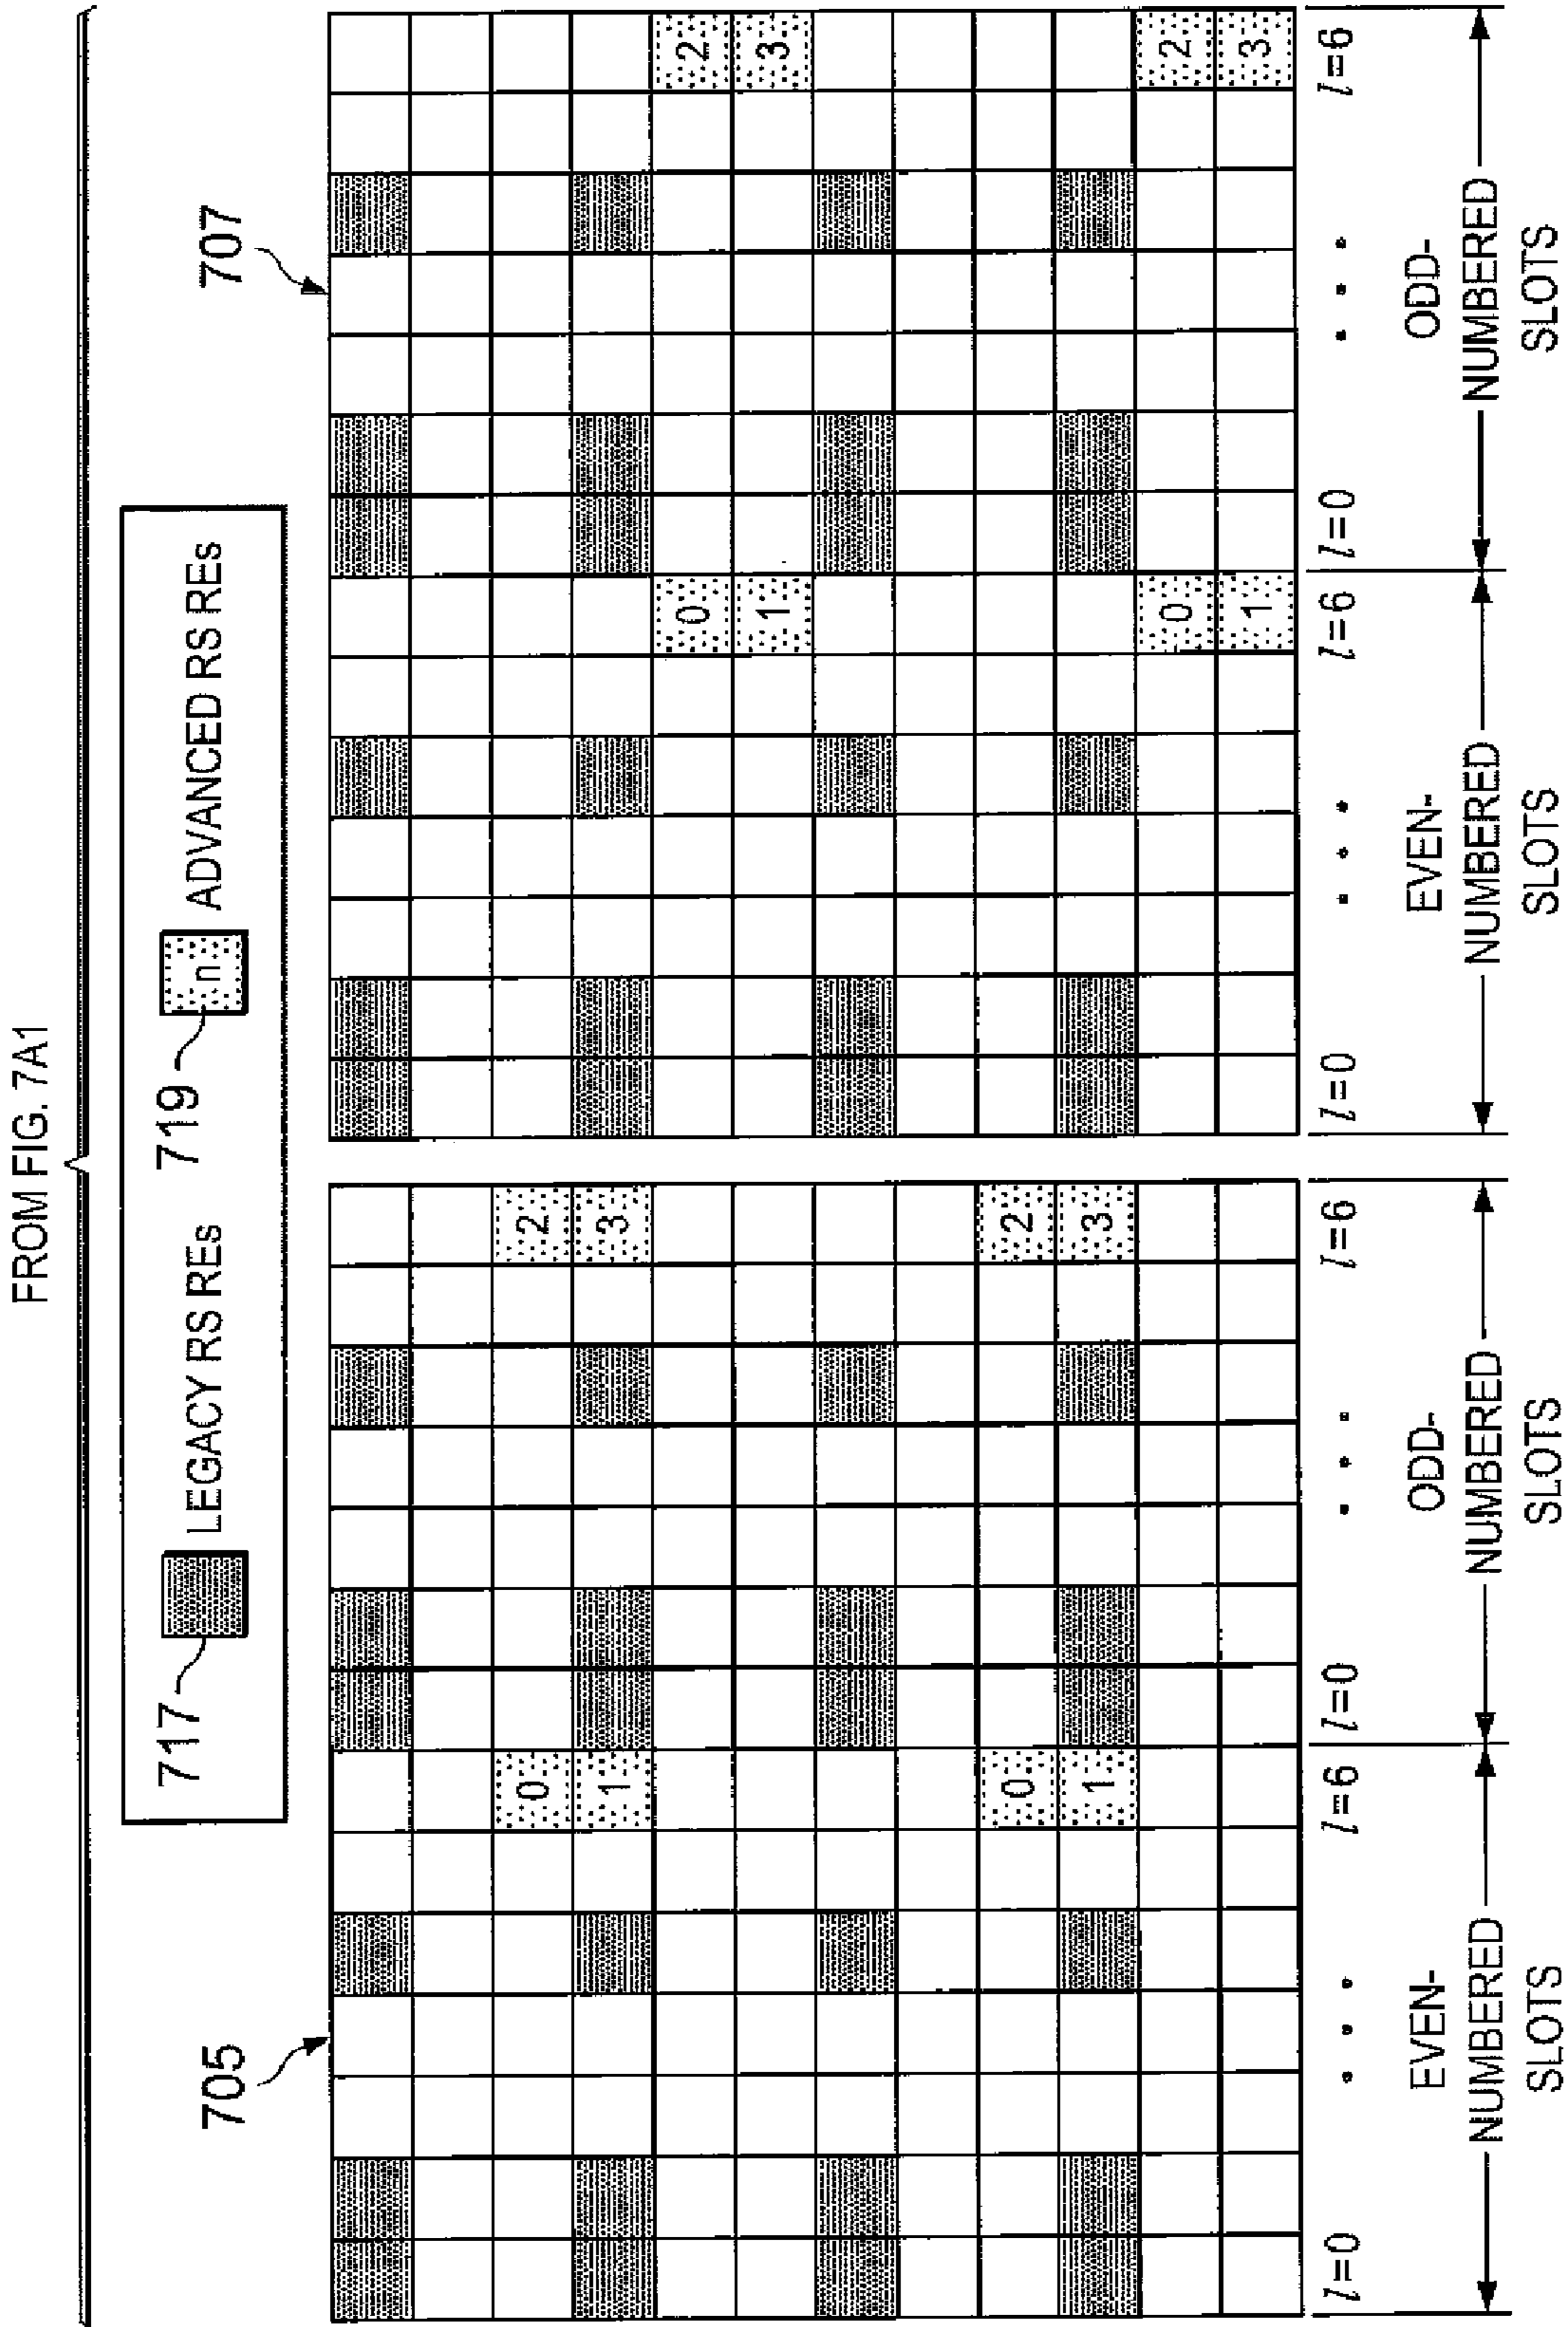 FROM FIG. 7A1
717 LEGACY RS REs 719 n ADVANCED RS REs
705 707
0 2
1 3
0 2
1 3
0 2
1 3
0 2
1 3
l=0 . . . l=6 l=0 . . . l=6 l=0 . . . l=6 l=0 . . . l=6
EVEN- ODD- EVEN- ODD-
NUMBERED NUMBERED NUMBERED NUMBERED
SLOTS SLOTS SLOTS SLOTS